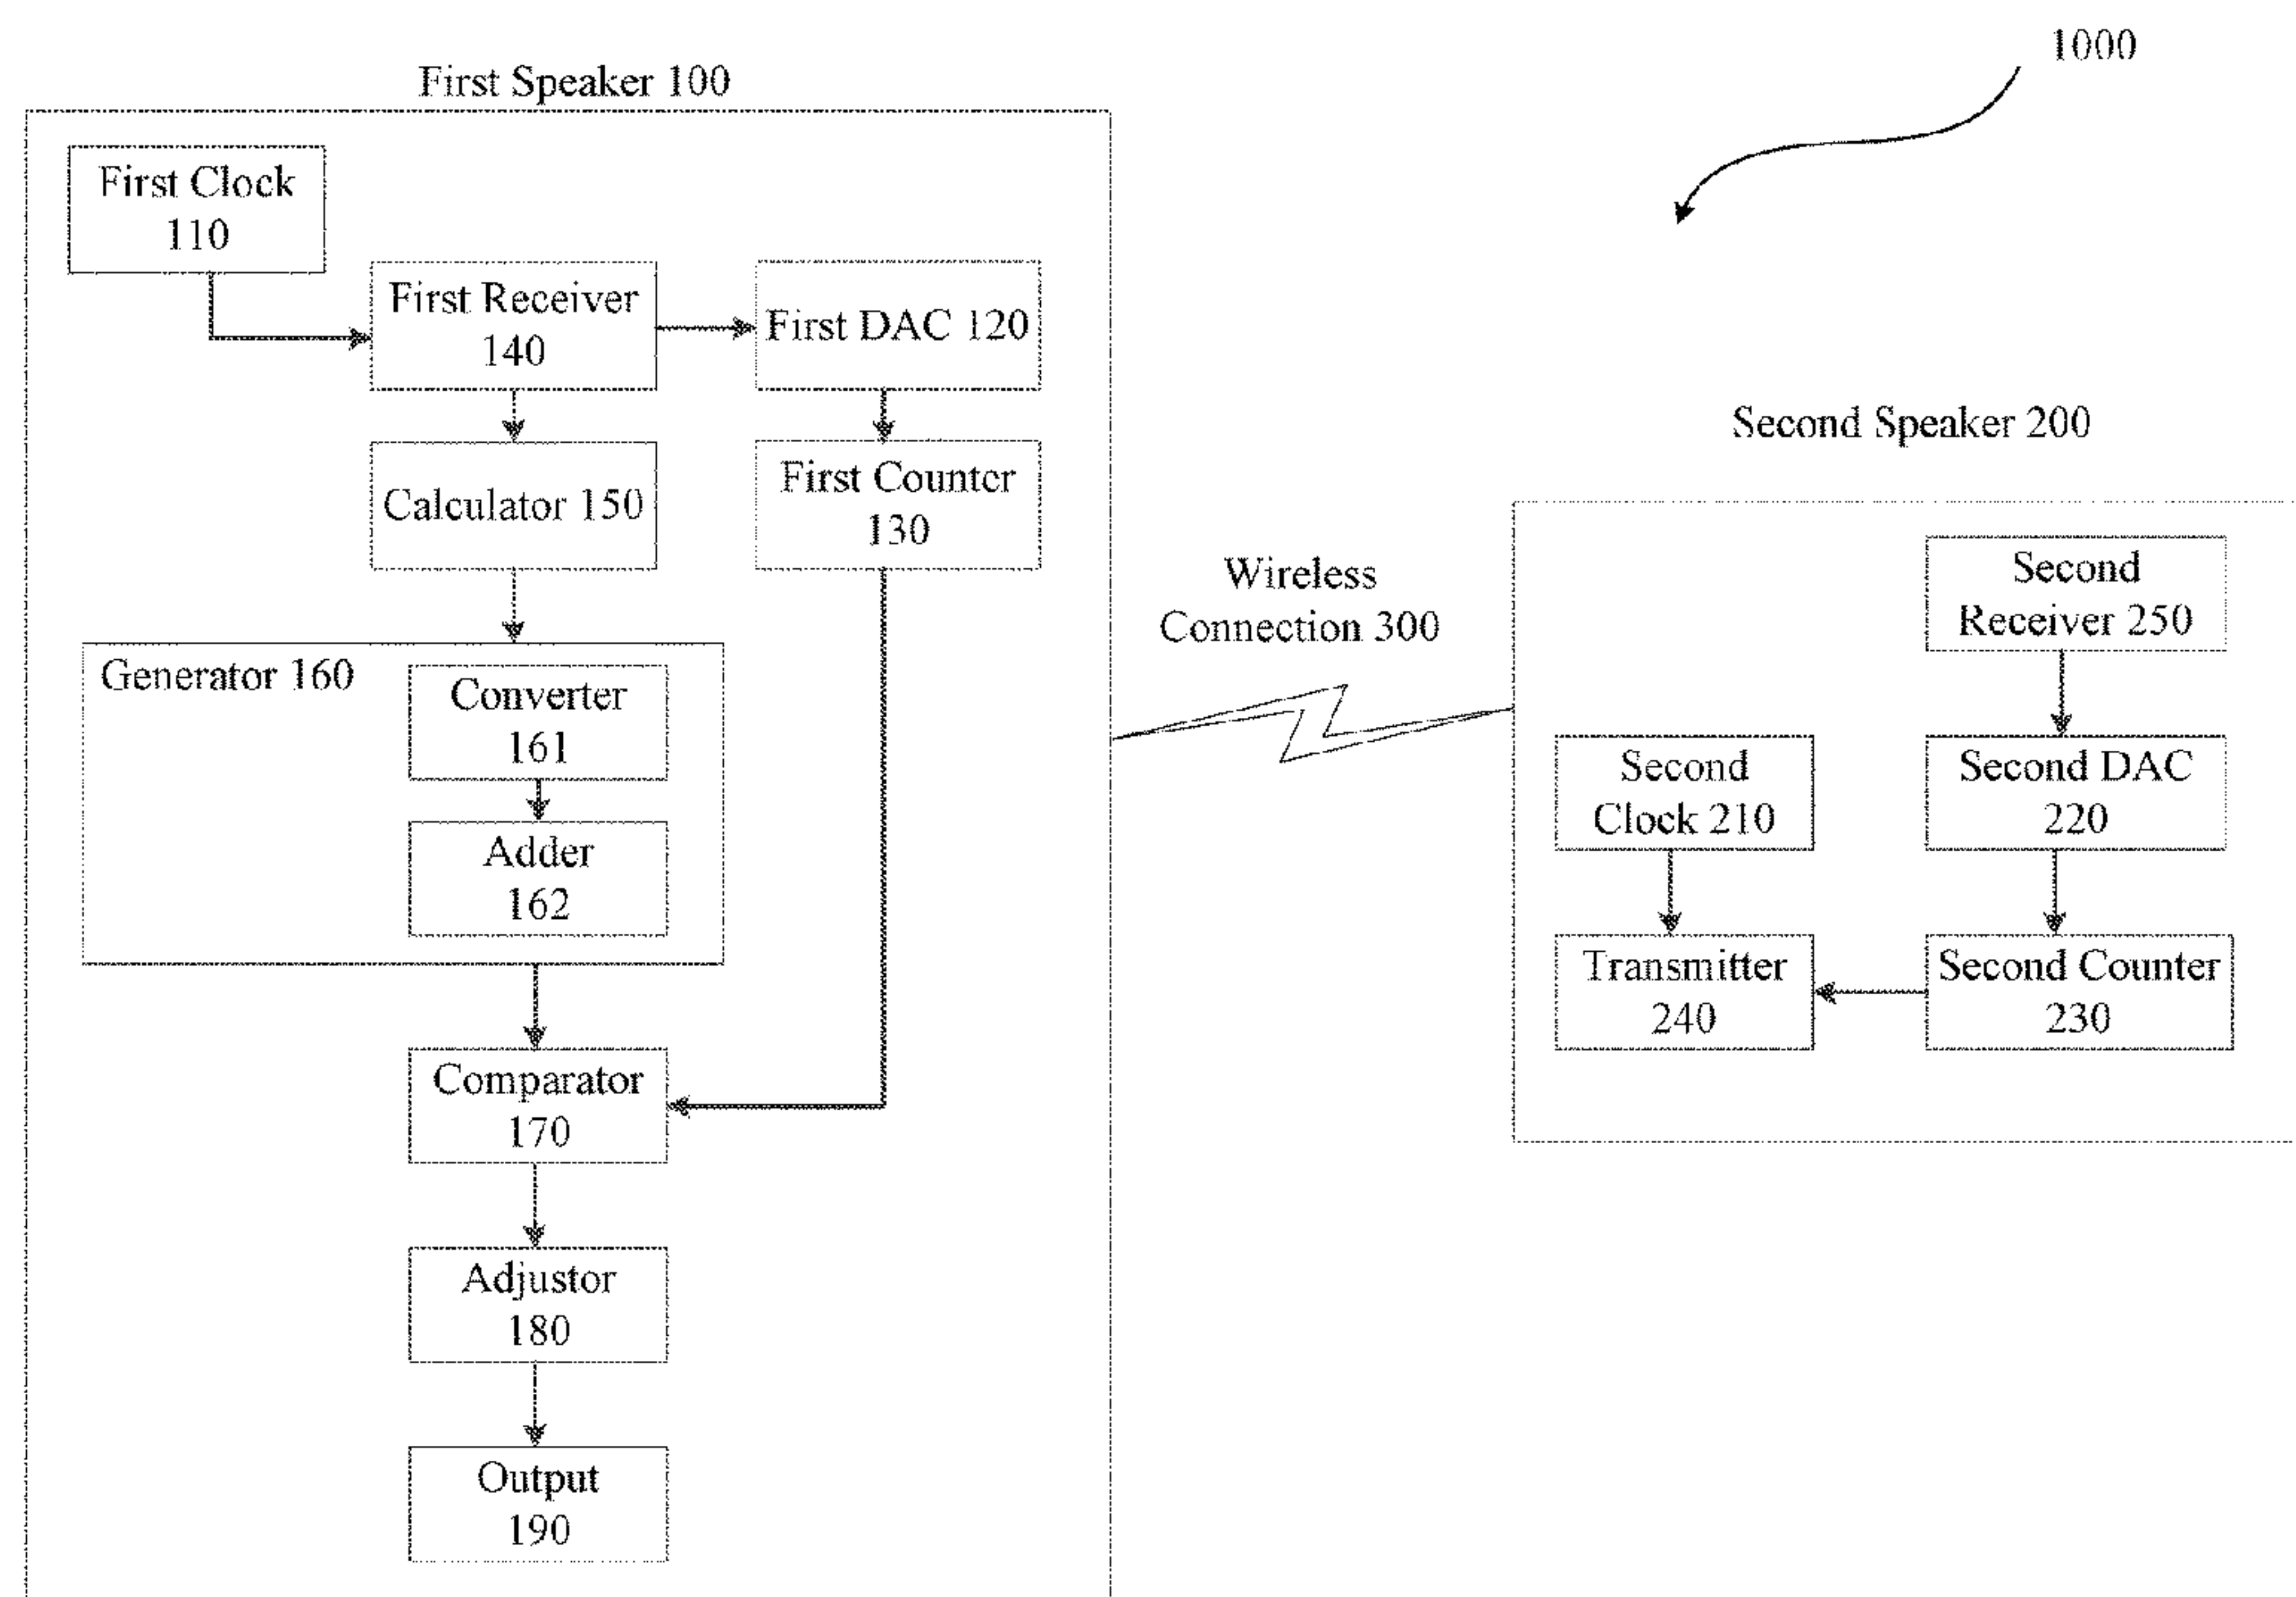 1000
First Speaker 100
First Clock
110
First Receiver
140
First DAC 120
Calculator 150
First Counter
130
Generator 160
Converter
161
Adder
162
Comparator
170
Adjustor
180
Output
190
Wireless
Connection 300
Second Speaker 200
Second
Receiver 250
Second
Clock 210
Second DAC
220
Transmitter
240
Second Counter
230